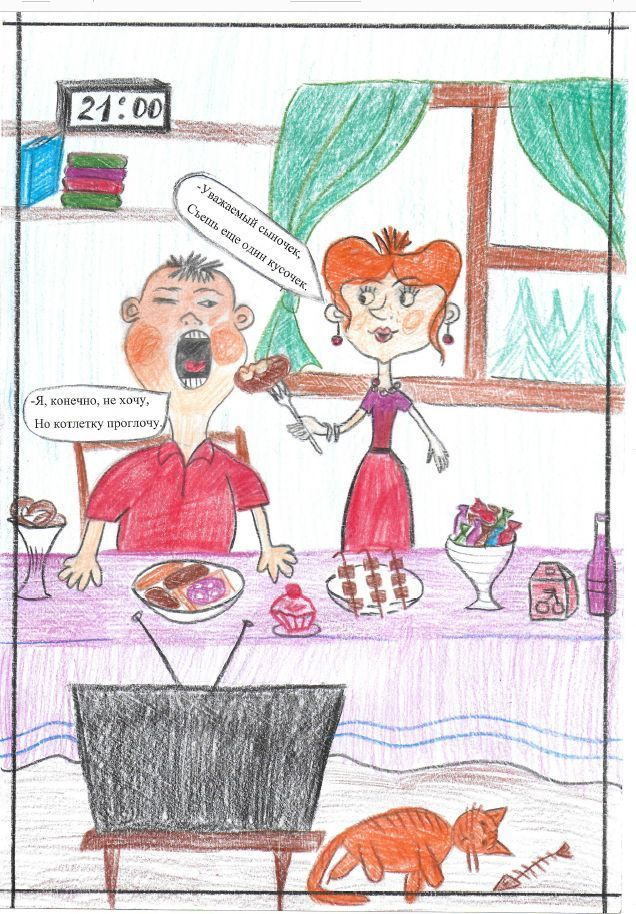 21:00
-Уважаемый сыночек,
Съешь еще один кусочек.
-Я, конечно, не хочу,
Но котлетку проглочу.